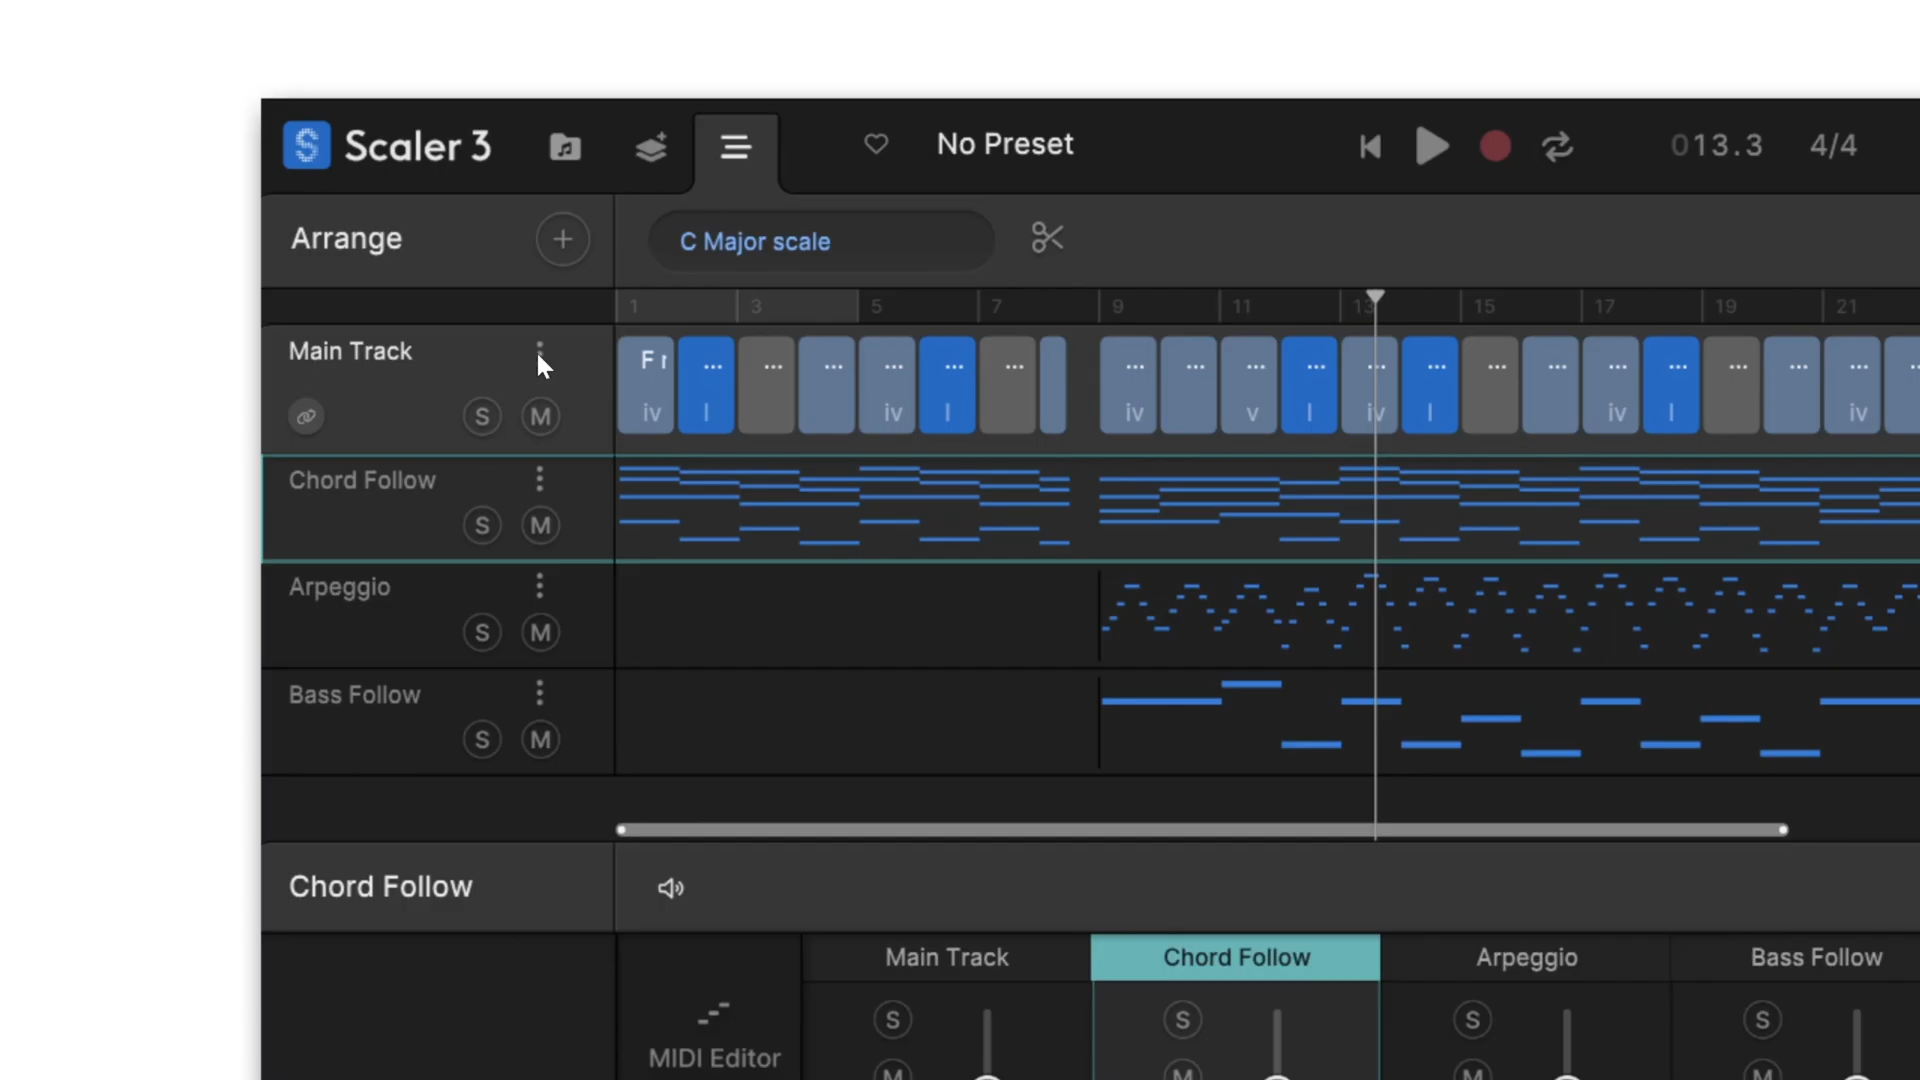 Scaler 3
No Preset
013.3 4/4
Arrange
C Major scale
1 3 5 7 9 11 13 15 17 19 21
Main Track
F
... ... ... ... ... ... ... ... ... ... ... ... ... ... ... ... ... ... ...
S M
iv I iv I iv v I iv I iv I iv
Chord Follow
S M
Arpeggio
S M
Bass Follow
S M
Chord Follow
Main Track Chord Follow Arpeggio Bass Follow
S S S S
MIDI Editor
M M M M